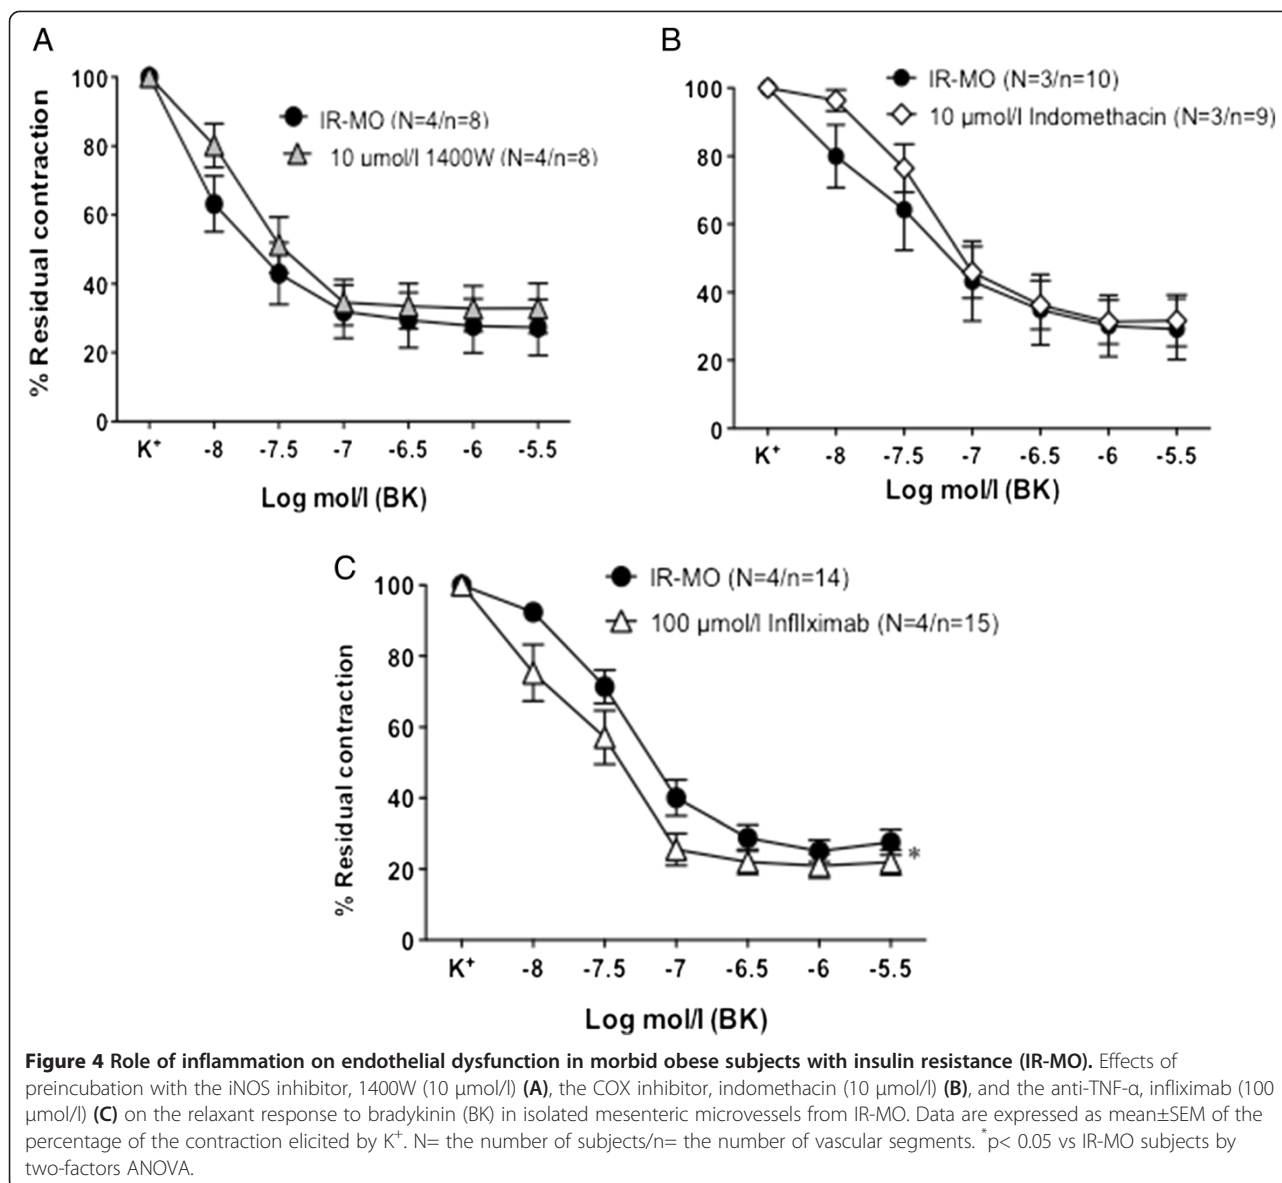 A
% Residual contraction
100
80
60
40
20
0
IR-MO (N=4/n=8)
10 µmol/l 1400W (N=4/n=8)
K+ -8 -7.5 -7 -6.5 -6 -5.5
Log mol/l (BK)
B
100
80
60
40
20
0
IR-MO (N=3/n=10)
10 µmol/l Indomethacin (N=3/n=9)
K+ -8 -7.5 -7 -6.5 -6 -5.5
Log mol/l (BK)
C
% Residual contraction
100
80
60
40
20
0
IR-MO (N=4/n=14)
100 µmol/l Infliximab (N=4/n=15)
*
K+ -8 -7.5 -7 -6.5 -6 -5.5
Log mol/l (BK)
Figure 4 Role of inflammation on endothelial dysfunction in morbid obese subjects with insulin resistance (IR-MO). Effects of
preincubation with the iNOS inhibitor, 1400W (10 µmol/l) (A), the COX inhibitor, indomethacin (10 µmol/l) (B), and the anti-TNF-α, infliximab (100
µmol/l) (C) on the relaxant response to bradykinin (BK) in isolated mesenteric microvessels from IR-MO. Data are expressed as mean±SEM of the
percentage of the contraction elicited by K+. N= the number of subjects/n= the number of vascular segments. *p< 0.05 vs IR-MO subjects by
two-factors ANOVA.